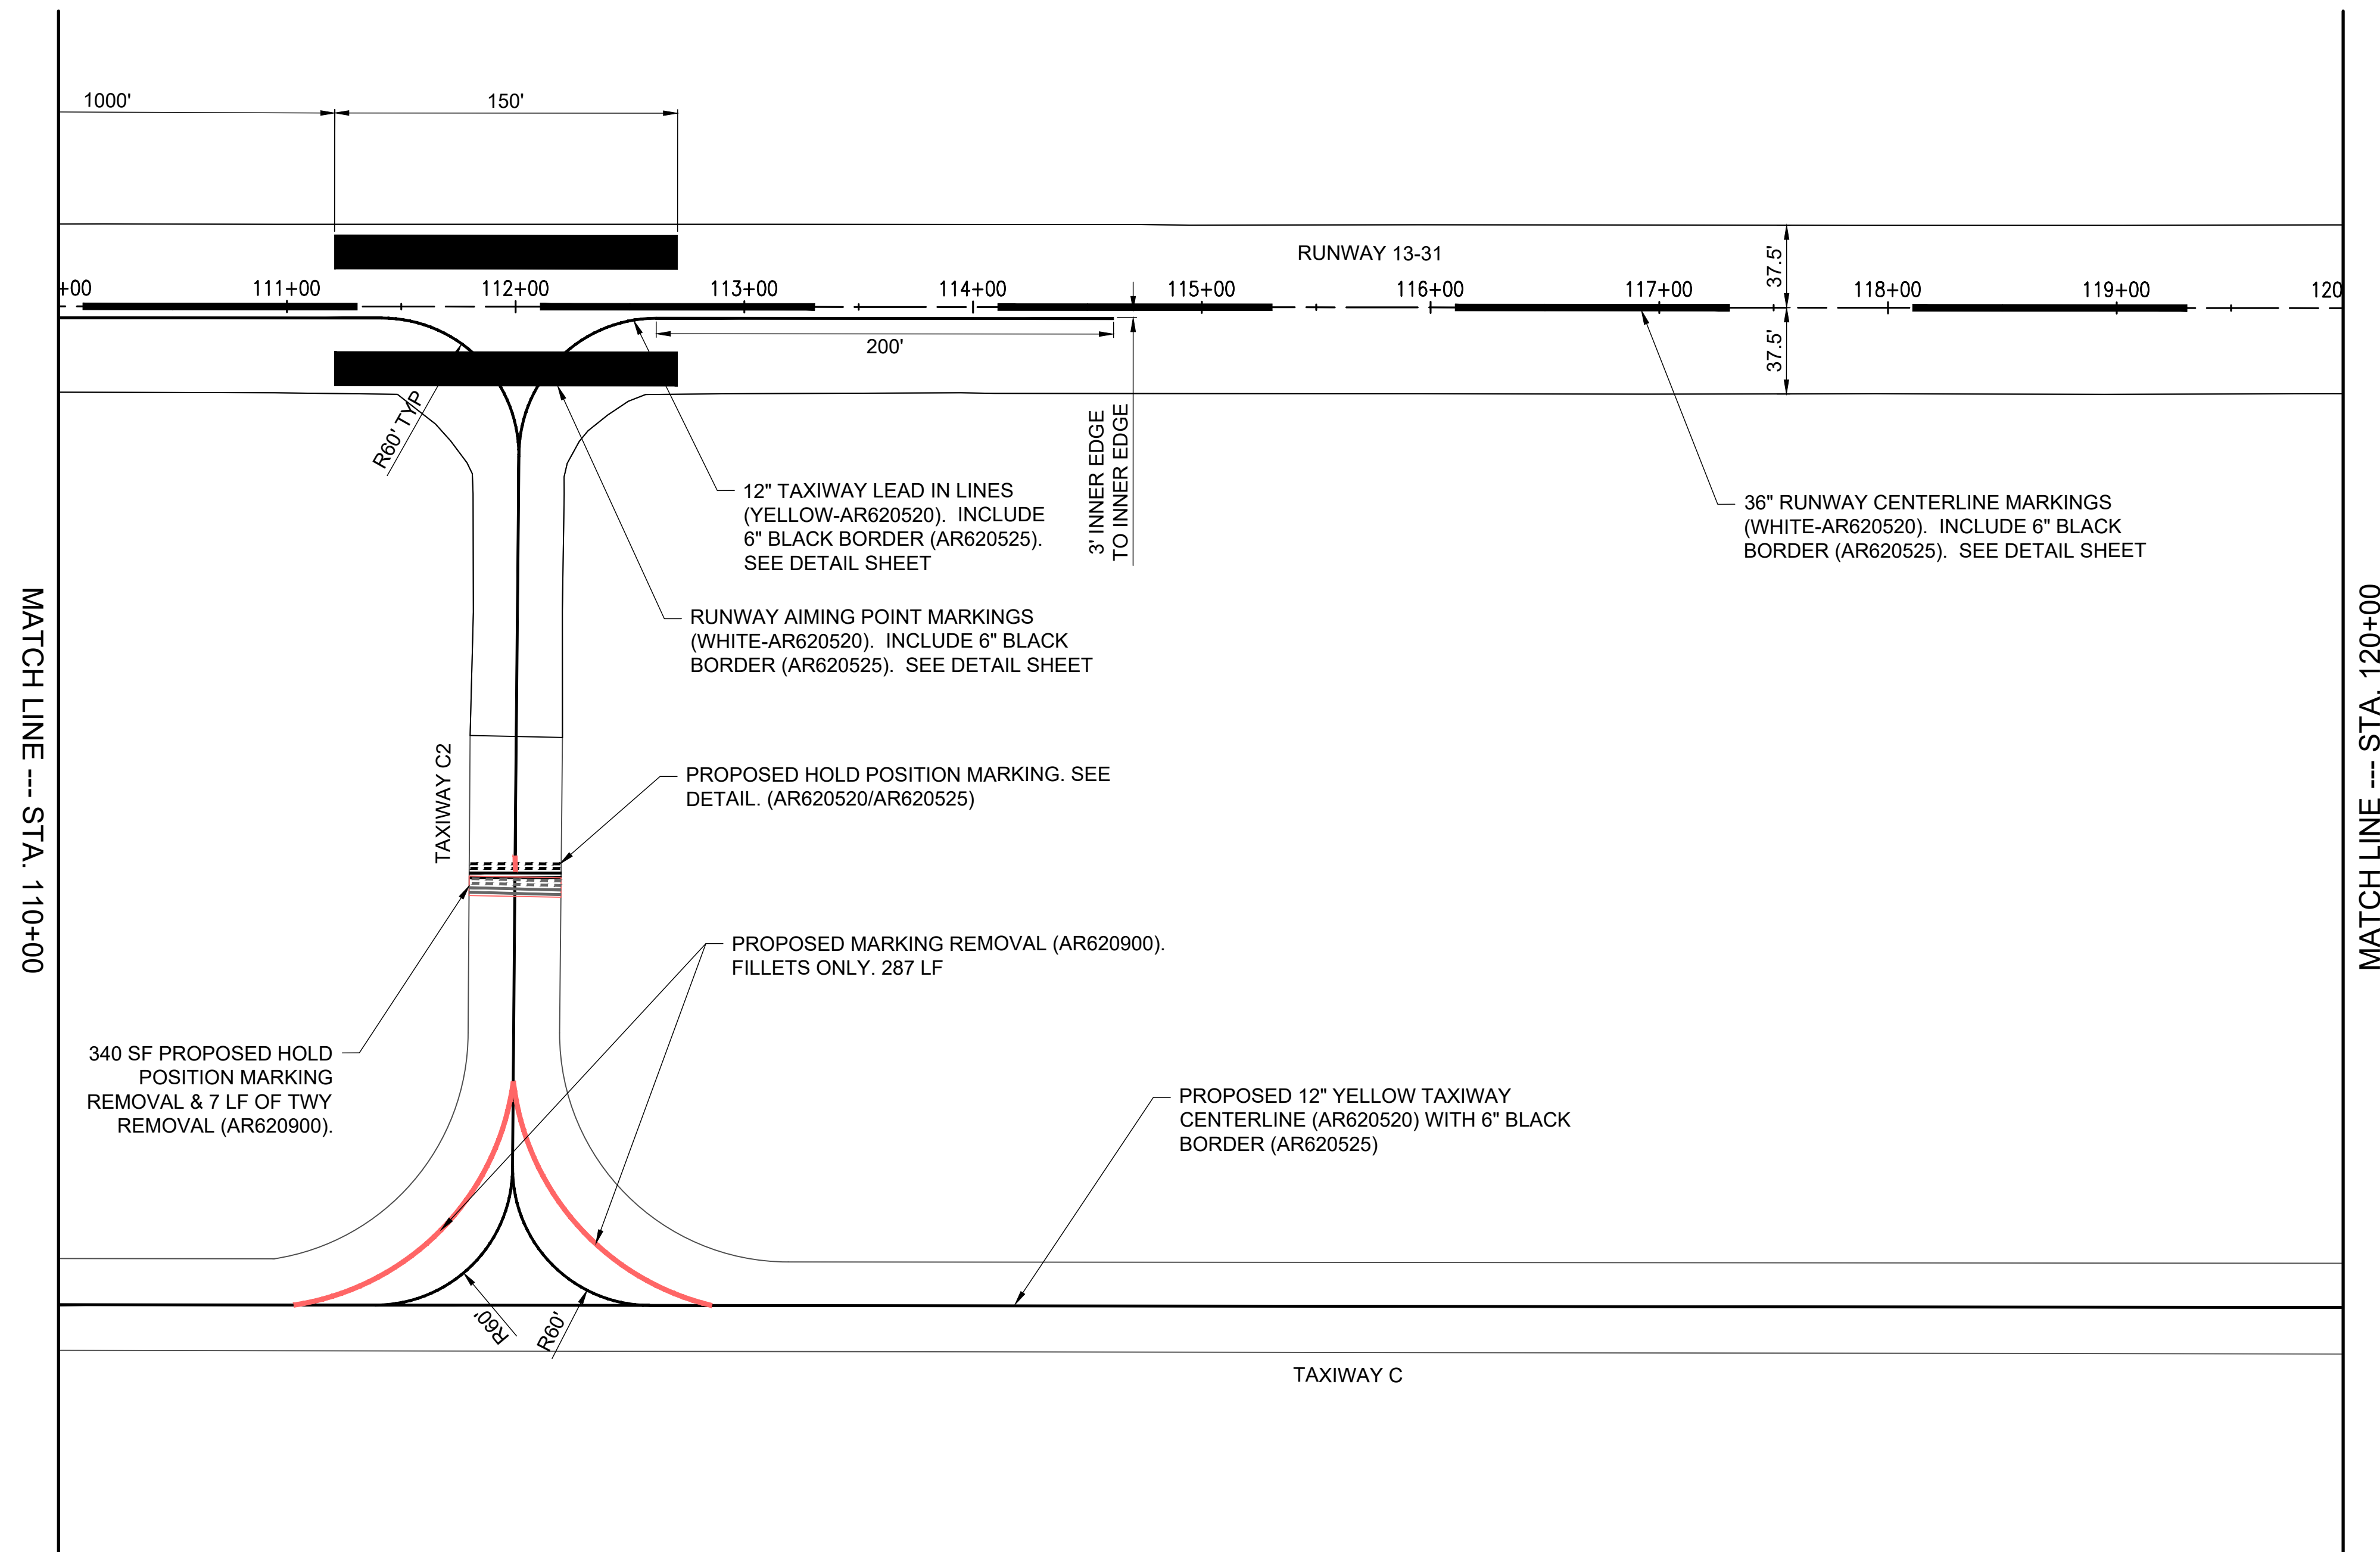 1000'
150'
RUNWAY 13-31
37.5'
37.5'
+00
111+00
112+00
113+00
114+00
115+00
116+00
117+00
118+00
119+00
120
200'
R60' TYP
3' INNER EDGE
TO INNER EDGE
12" TAXIWAY LEAD IN LINES
(YELLOW-AR620520).  INCLUDE
6" BLACK BORDER (AR620525).
SEE DETAIL SHEET
36" RUNWAY CENTERLINE MARKINGS
(WHITE-AR620520).  INCLUDE 6" BLACK
BORDER (AR620525).  SEE DETAIL SHEET
RUNWAY AIMING POINT MARKINGS
(WHITE-AR620520).  INCLUDE 6" BLACK
BORDER (AR620525).  SEE DETAIL SHEET
MATCH LINE --- STA. 110+00
MATCH LINE --- STA. 120+00
TAXIWAY C2
PROPOSED HOLD POSITION MARKING. SEE
DETAIL. (AR620520/AR620525)
PROPOSED MARKING REMOVAL (AR620900).
FILLETS ONLY. 287 LF
340 SF PROPOSED HOLD
POSITION MARKING
REMOVAL & 7 LF OF TWY
REMOVAL (AR620900).
PROPOSED 12" YELLOW TAXIWAY
CENTERLINE (AR620520) WITH 6" BLACK
BORDER (AR620525)
R60'
R60'
TAXIWAY C